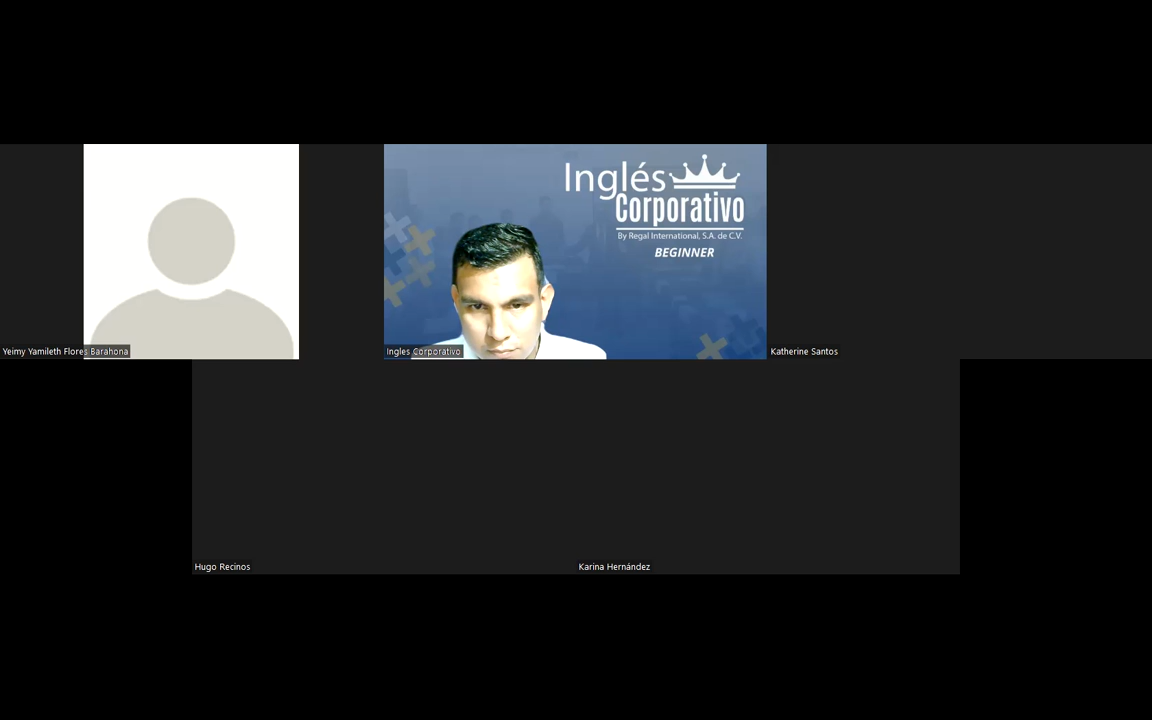 Inglés
Corporativo
By Regal International, S.A. de C.V.
BEGINNER
Yeimy Yamileth Flores Barahona
Ingles Corporativo
Katherine Santos
Hugo Recinos
Karina Hernández